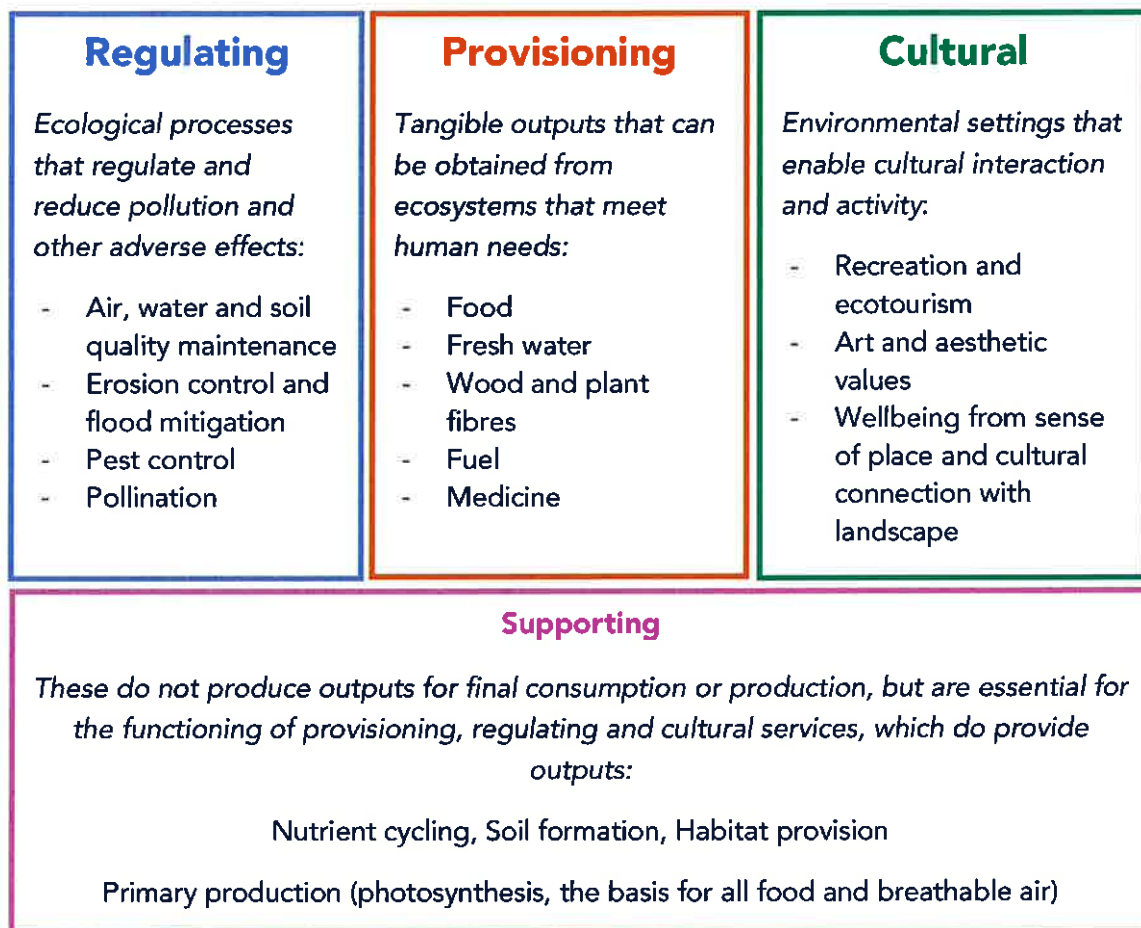 Regulating
Ecological processes
that regulate and
reduce pollution and
other adverse effects:
- Air, water and soil
quality maintenance
- Erosion control and
flood mitigation
- Pest control
- Pollination
Provisioning
Tangible outputs that can
be obtained from
ecosystems that meet
human needs:
- Food
- Fresh water
- Wood and plant
fibres
- Fuel
- Medicine
Cultural
Environmental settings that
enable cultural interaction
and activity:
- Recreation and
ecotourism
- Art and aesthetic
values
- Wellbeing from sense
of place and cultural
connection with
landscape
Supporting
These do not produce outputs for final consumption or production, but are essential for
the functioning of provisioning, regulating and cultural services, which do provide
outputs:
Nutrient cycling, Soil formation, Habitat provision
Primary production (photosynthesis, the basis for all food and breathable air)